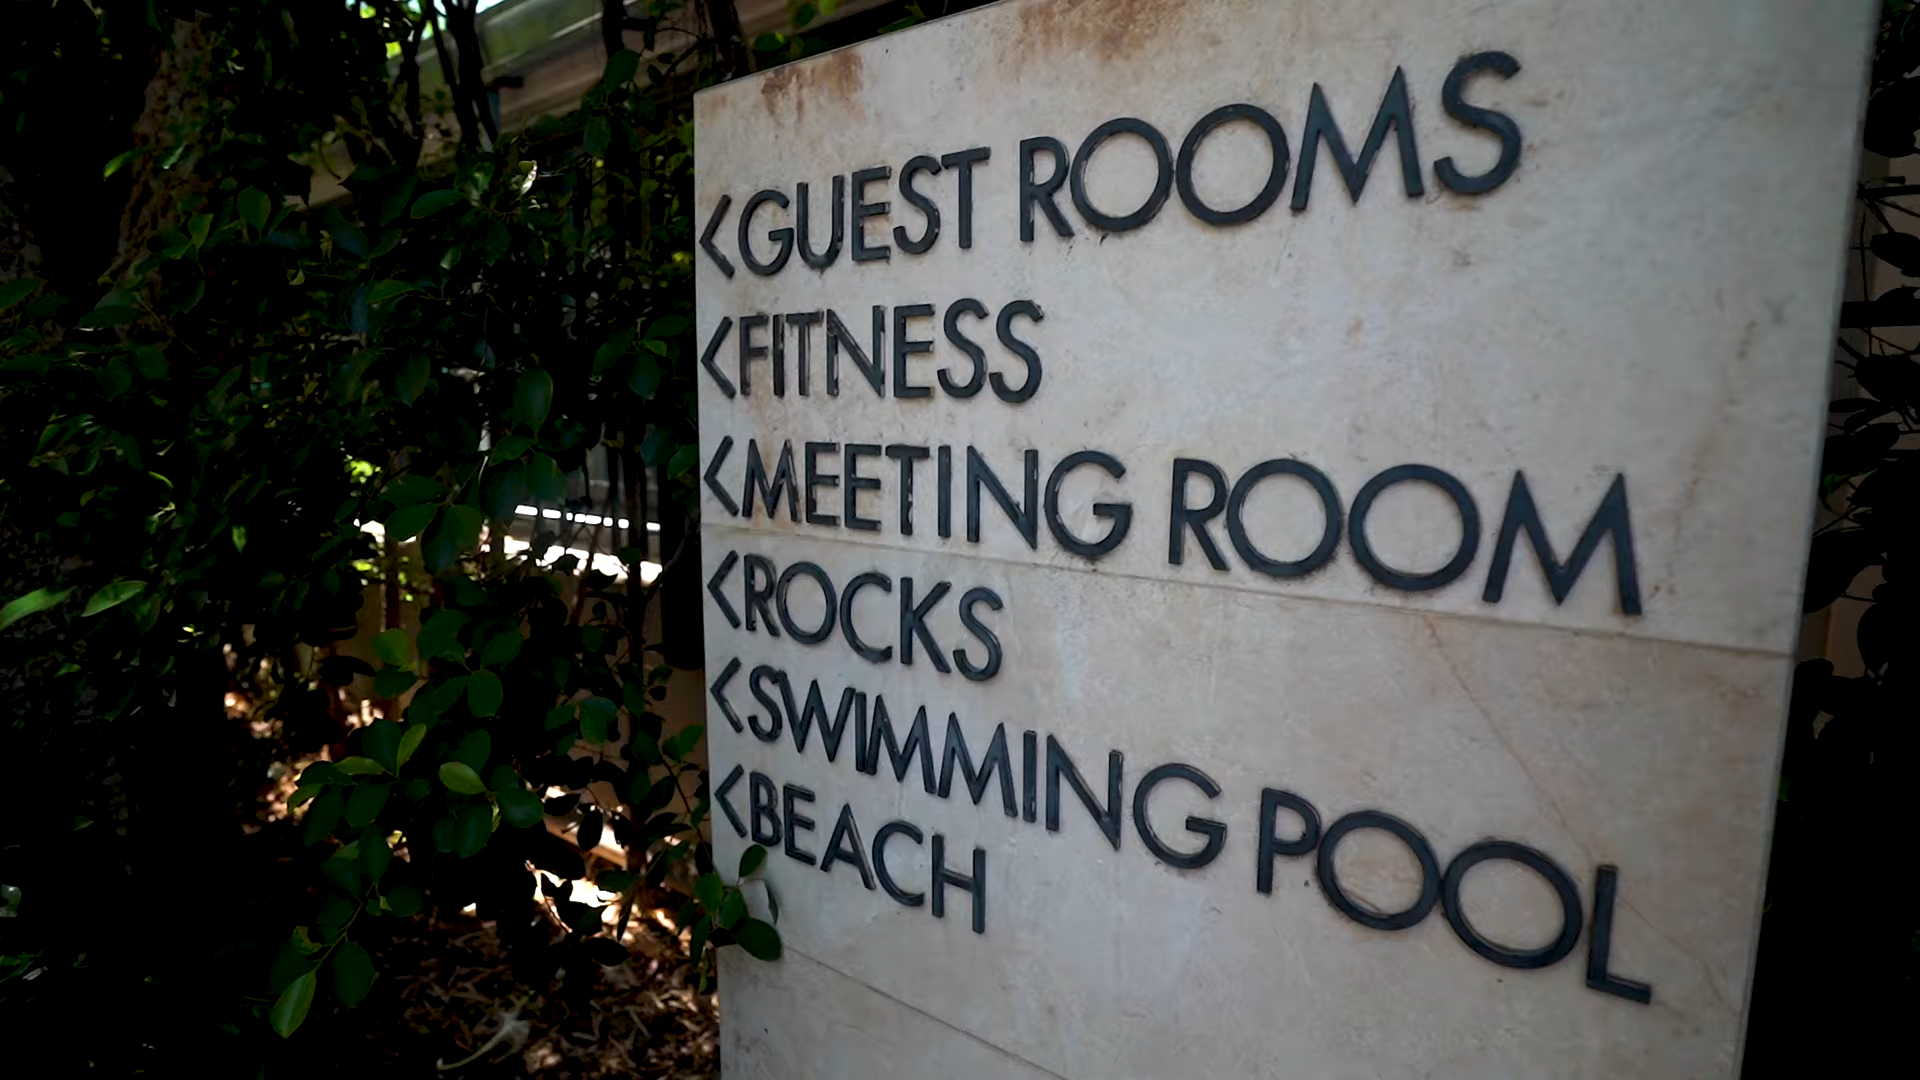 <GUEST ROOMS
<FITNESS
<MEETING ROOM
<ROCKS
<SWIMMING POOL
<BEACH